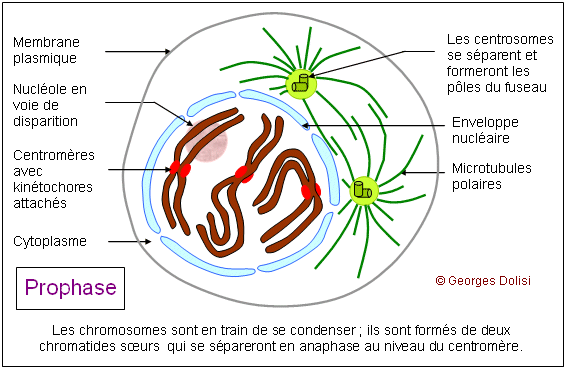 Membrane
plasmique
Nucléole en
voie de
disparition
Centromères
avec
kinétochores
attachés
Cytoplasme
Les centrosomes
se séparent et
formeront les
pôles du fuseau
Enveloppe
nucléaire
Microtubules
polaires
© Georges Dolisi
Prophase
Les chromosomes sont en train de se condenser ; ils sont formés de deux
chromatides sœurs qui se sépareront en anaphase au niveau du centromère.